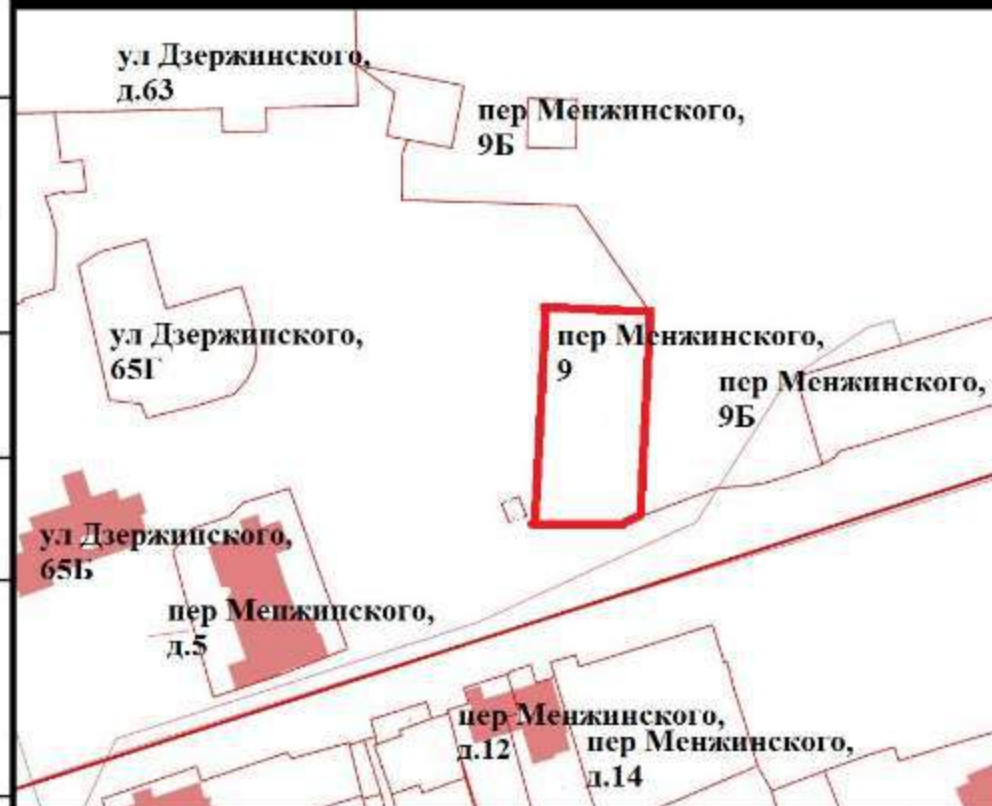 ул Дзержинского,
д.63
пер Менжинского,
9Б
ул Дзержинского,
65Г
пер Менжинского,
9
пер Менжинского,
9Б
ул Дзержинского,
65Б
пер Менжинского,
д.5
пер Менжинского,
д.12
пер Менжинского,
д.14